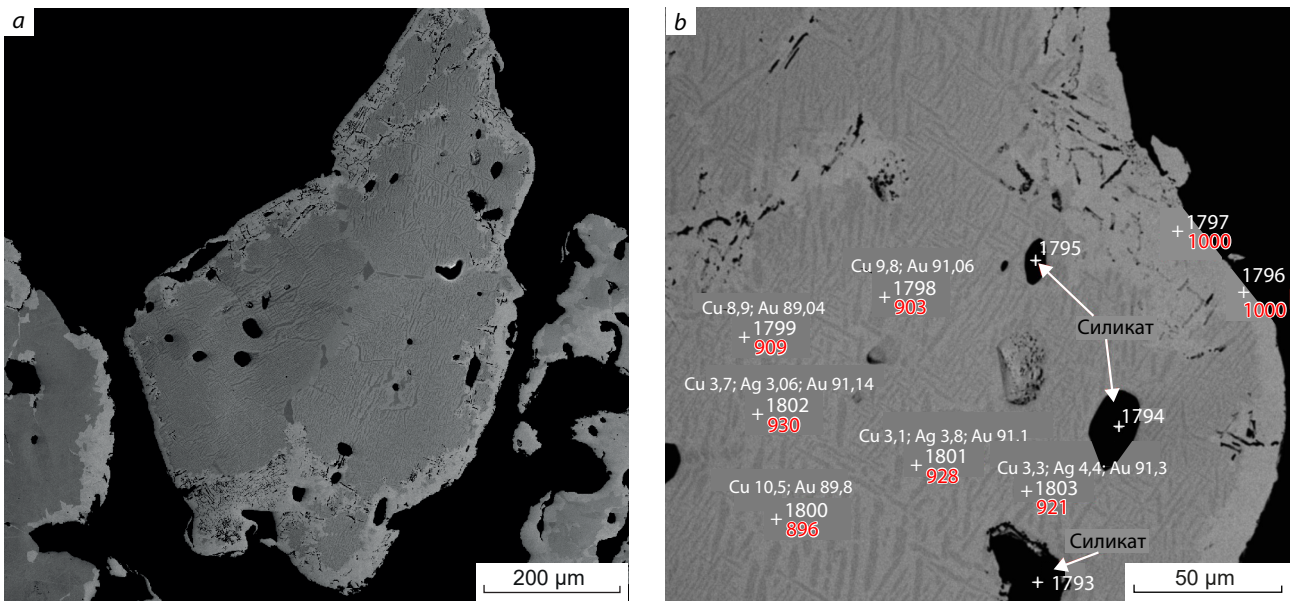 a
200 µm
b
1797
1000
1795
Cu 9,8; Au 91,06
1798
903
1796
1000
Cu 8,9; Au 89,04
1799
909
Силикат
Cu 3,7; Ag 3,06; Au 91,14
1802
930
1794
Cu 3,1; Ag 3,8; Au 91,1
1801
928
Cu 3,3; Ag 4,4; Au 91,3
1803
921
Cu 10,5; Au 89,8
1800
896
Силикат
1793
50 µm